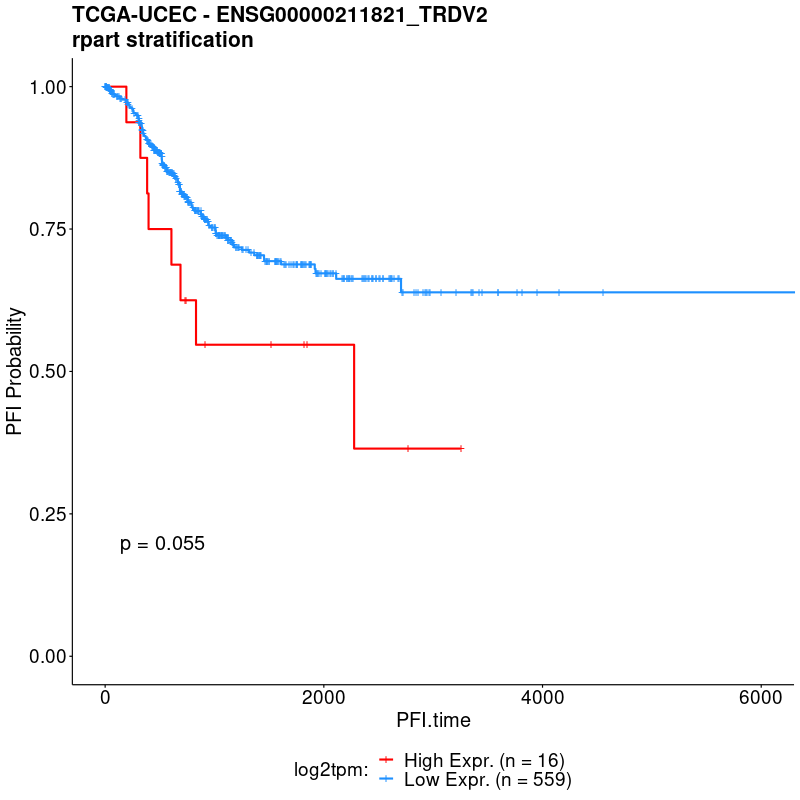 TCGA-UCEC - ENSG00000211821_TRDV2
rpart stratification
1.00
0.75
0.50
0.25
0.00
PFI Probability
p = 0.055
0 2000 4000 6000
PFI.time
log2tpm:
High Expr. (n = 16)
Low Expr. (n = 559)